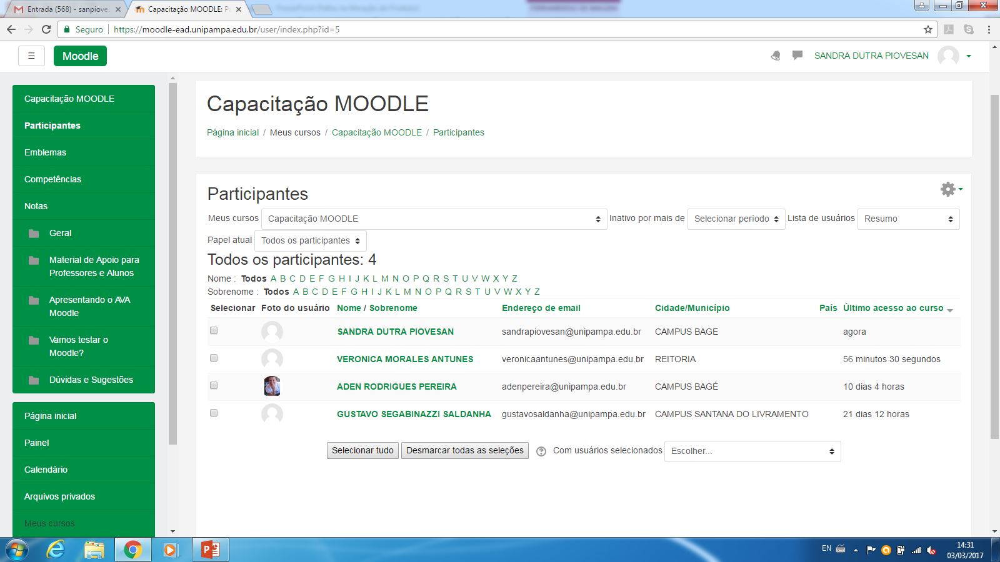 Entrada (568) - sanpioves
Capacitação MOODLE: Pa
Seguro https://moodle-ead.unipampa.edu.br/user/index.php?id=5
Moodle
SANDRA DUTRA PIOVESAN
Capacitação MOODLE
Participantes
Emblemas
Competências
Notas
Geral
Material de Apoio para
Professores e Alunos
Apresentando o AVA
Moodle
Vamos testar o
Moodle?
Dúvidas e Sugestões
Página inicial
Painel
Calendário
Arquivos privados
Meus cursos
Capacitação MOODLE
Página inicial / Meus cursos / Capacitação MOODLE / Participantes
Participantes
Meus cursos Capacitação MOODLE Inativo por mais de Selecionar período Lista de usuários Resumo
Papel atual Todos os participantes
Todos os participantes: 4
Nome : Todos A B C D E F G H I J K L M N O P Q R S T U V W X Y Z
Sobrenome : Todos A B C D E F G H I J K L M N O P Q R S T U V W X Y Z
Selecionar Foto do usuário Nome / Sobrenome Endereço de email Cidade/Município País Último acesso ao curso
SANDRA DUTRA PIOVESAN sandrapiovesan@unipampa.edu.br CAMPUS BAGE agora
VERONICA MORALES ANTUNES veronicaantunes@unipampa.edu.br REITORIA 56 minutos 30 segundos
ADEN RODRIGUES PEREIRA adenpereira@unipampa.edu.br CAMPUS BAGÉ 10 dias 4 horas
GUSTAVO SEGABINAZZI SALDANHA gustavosaldanha@unipampa.edu.br CAMPUS SANTANA DO LIVRAMENTO 21 dias 12 horas
Selecionar tudo Desmarcar todas as seleções Com usuários selecionados Escolher...
EN
14:31
03/03/2017